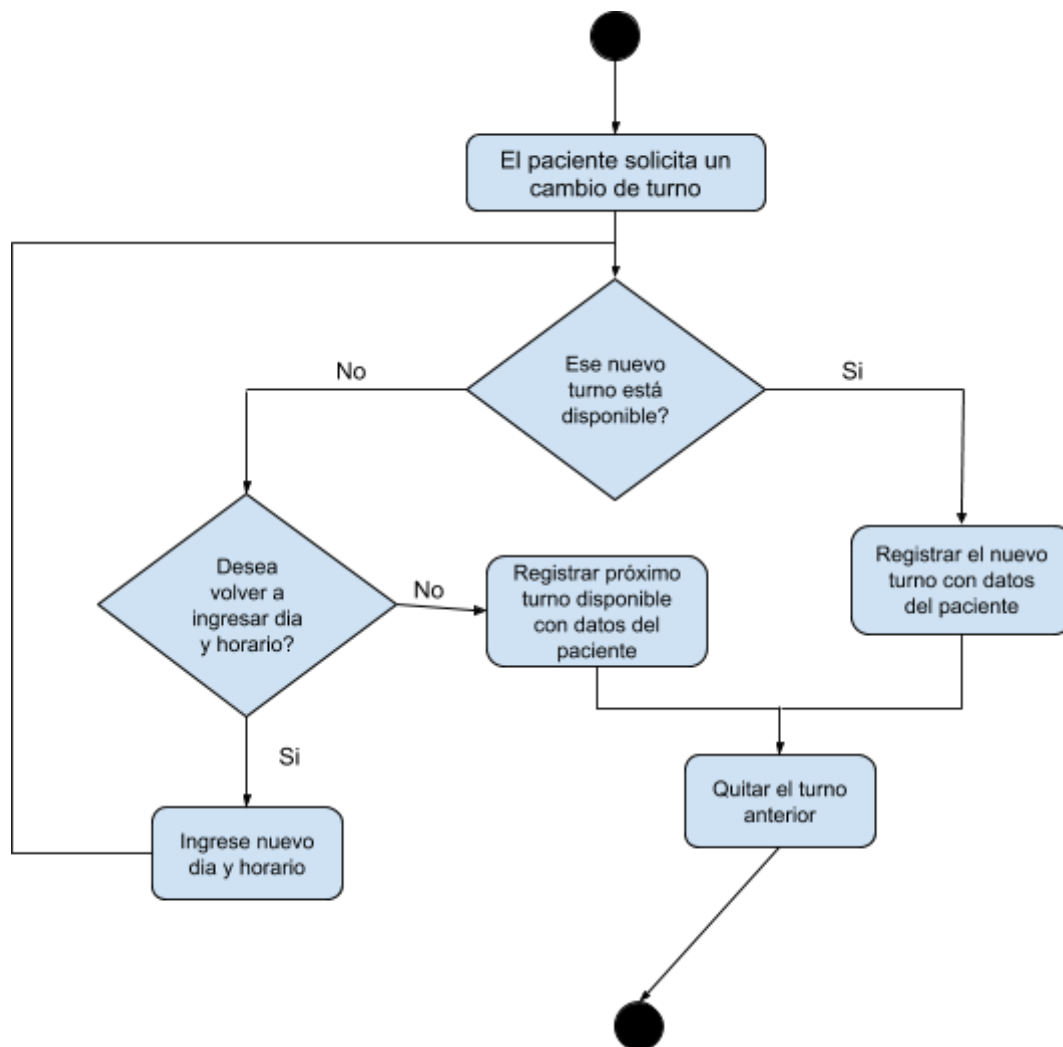 El paciente solicita un
cambio de turno
No
Si
Ese nuevo
turno está
disponible?
Desea
volver a
ingresar dia
y horario?
No
Registrar próximo
turno disponible
con datos del
paciente
Registrar el nuevo
turno con datos
del paciente
Si
Quitar el turno
anterior
Ingrese nuevo
dia y horario